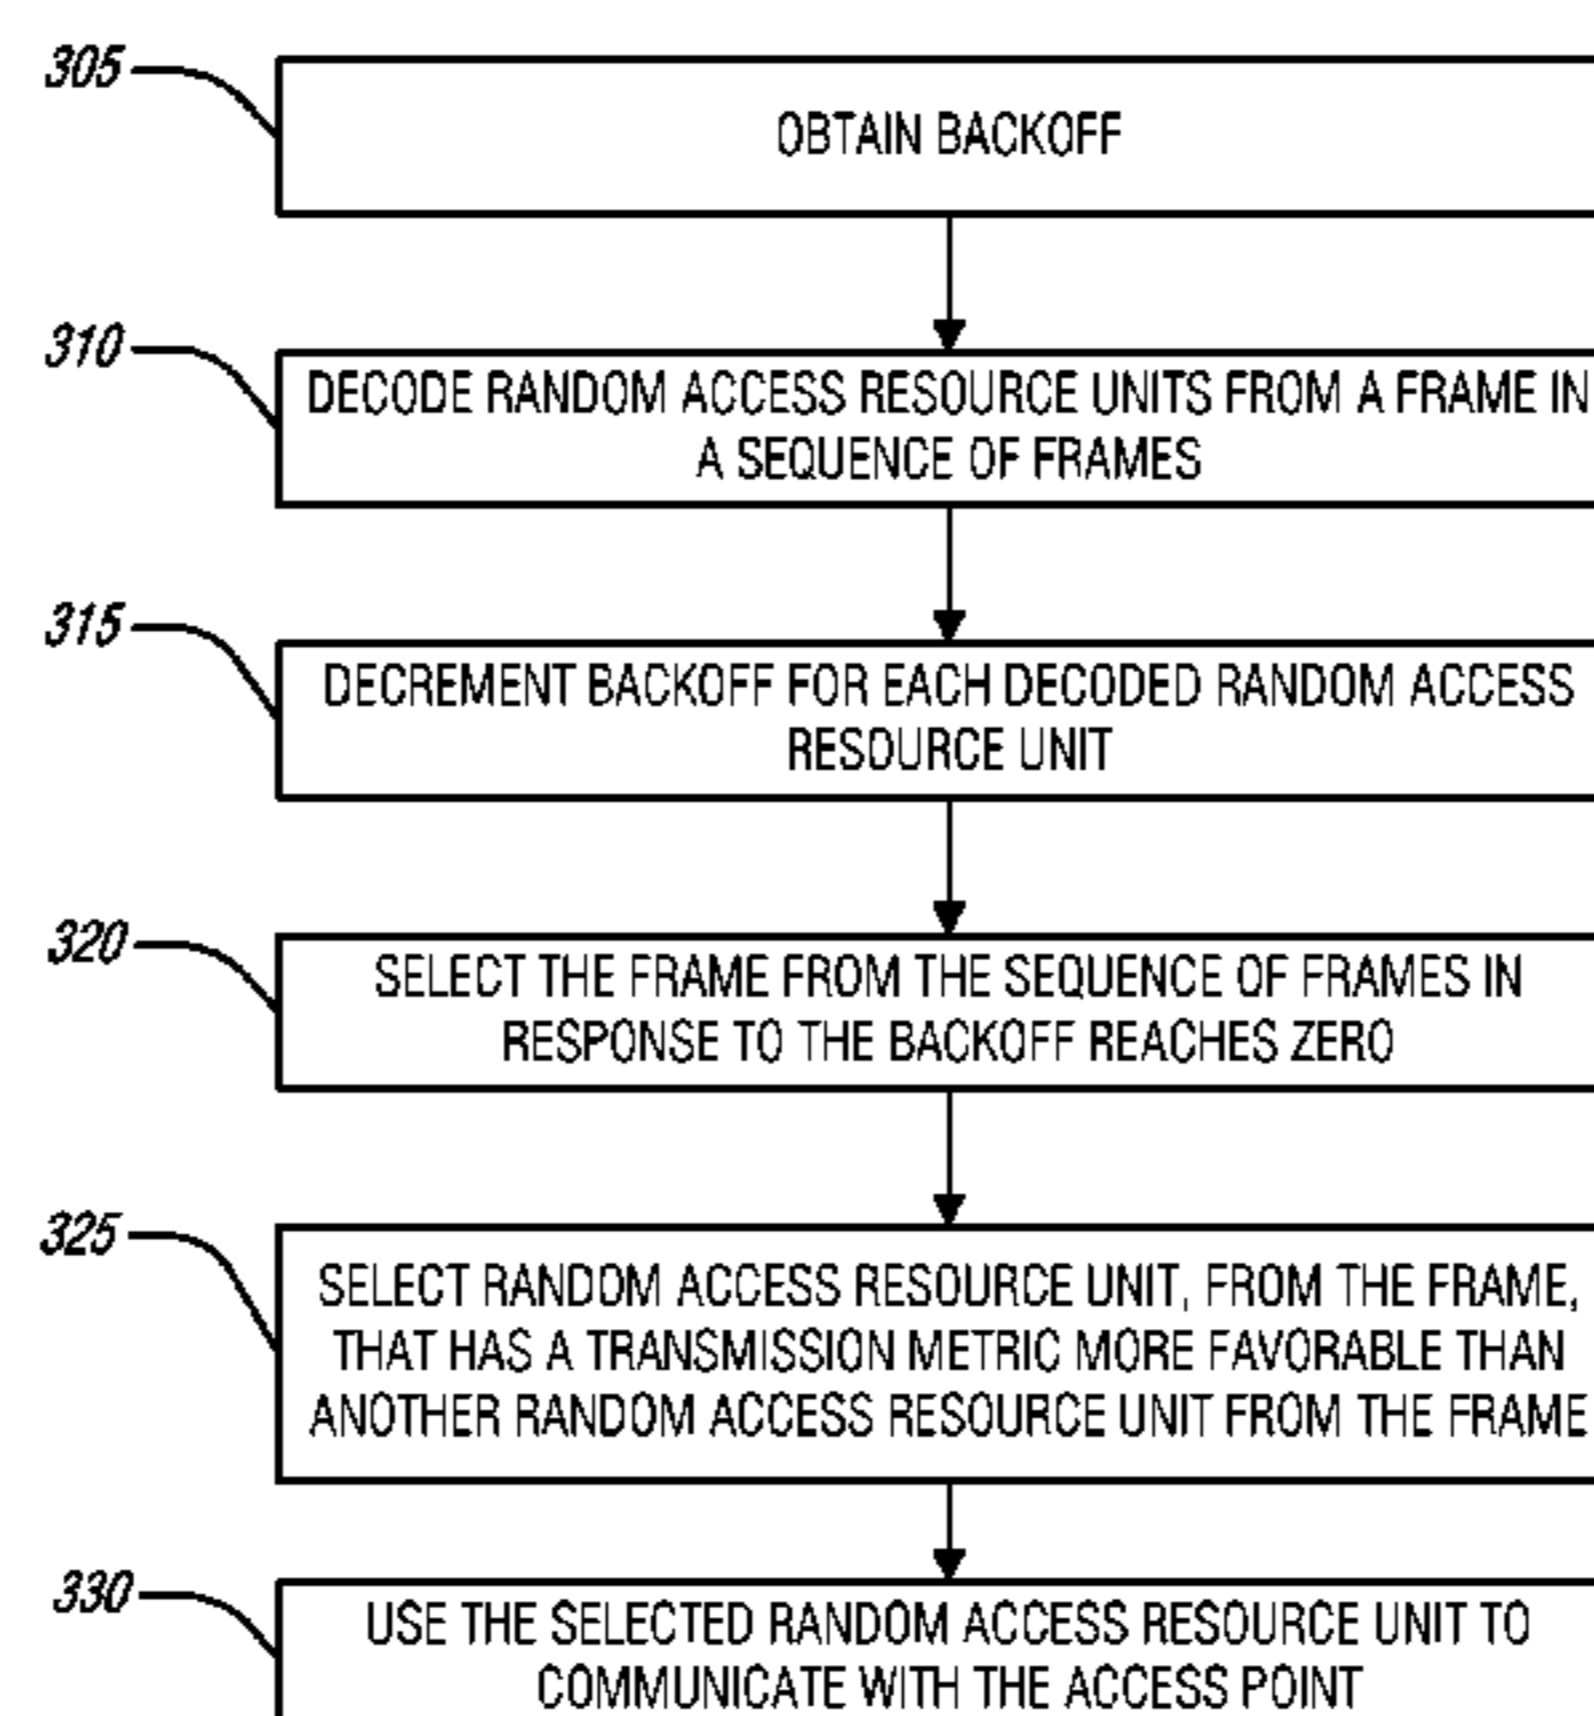 305
OBTAIN BACKOFF
310
DECODE RANDOM ACCESS RESOURCE UNITS FROM A FRAME IN
A SEQUENCE OF FRAMES
315
DECREMENT BACKOFF FOR EACH DECODED RANDOM ACCESS
RESOURCE UNIT
320
SELECT THE FRAME FROM THE SEQUENCE OF FRAMES IN
RESPONSE TO THE BACKOFF REACHES ZERO
325
SELECT RANDOM ACCESS RESOURCE UNIT, FROM THE FRAME,
THAT HAS A TRANSMISSION METRIC MORE FAVORABLE THAN
ANOTHER RANDOM ACCESS RESOURCE UNIT FROM THE FRAME
330
USE THE SELECTED RANDOM ACCESS RESOURCE UNIT TO
COMMUNICATE WITH THE ACCESS POINT